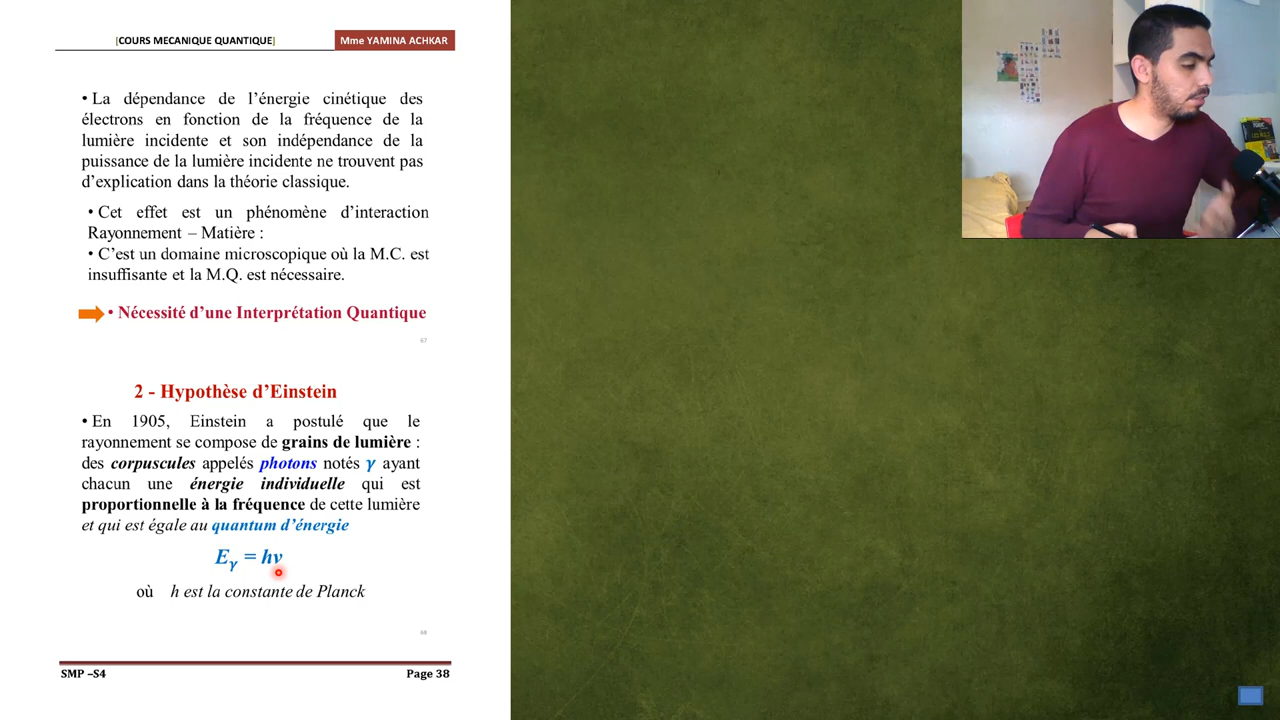 [COURS MECANIQUE QUANTIQUE]
Mme YAMINA ACHKAR
• La dépendance de l’énergie cinétique des
électrons en fonction de la fréquence de la
lumière incidente et son indépendance de la
puissance de la lumière incidente ne trouvent pas
d’explication dans la théorie classique.
• Cet effet est un phénomène d’interaction
Rayonnement – Matière :
• C’est un domaine microscopique où la M.C. est
insuffisante et la M.Q. est nécessaire.
• Nécessité d’une Interprétation Quantique
67
2 - Hypothèse d’Einstein
• En 1905, Einstein a postulé que le
rayonnement se compose de grains de lumière :
des corpuscules appelés photons notés γ ayant
chacun une énergie individuelle qui est
proportionnelle à la fréquence de cette lumière
et qui est égale au quantum d’énergie
Eγ = hν
où h est la constante de Planck
68
SMP –S4
Page 38